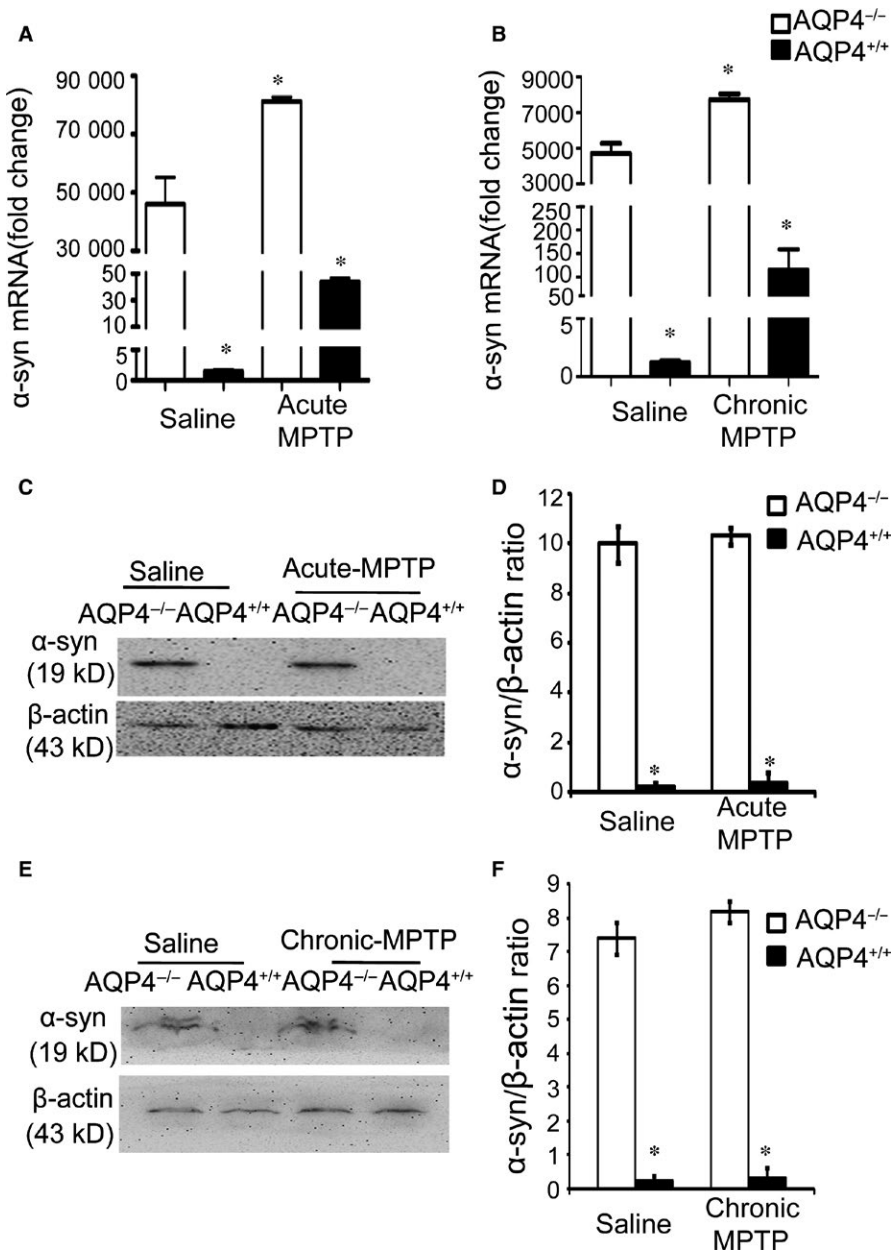 A
α-syn mRNA(fold change)
90 000
70 000
50 000
30 000
50
30
10
5
0
*
*
*
Saline
Acute
MPTP
B
AQP4–/–
AQP4+/+
α-syn mRNA(fold change)
9000
7000
5000
3000
250
200
150
100
50
5
0
*
*
*
Saline
Chronic
MPTP
C
Saline
Acute-MPTP
AQP4–/– AQP4+/+ AQP4–/– AQP4+/+
α-syn
(19 kD)
β-actin
(43 kD)
D
AQP4–/–
AQP4+/+
α-syn/β-actin ratio
12
10
8
6
4
2
0
*
*
Saline
Acute
MPTP
E
Saline
Chronic-MPTP
AQP4–/– AQP4+/+ AQP4–/– AQP4+/+
α-syn
(19 kD)
β-actin
(43 kD)
F
AQP4–/–
AQP4+/+
α-syn/β-actin ratio
9
8
7
6
5
4
3
2
1
0
*
*
Saline
Chronic
MPTP